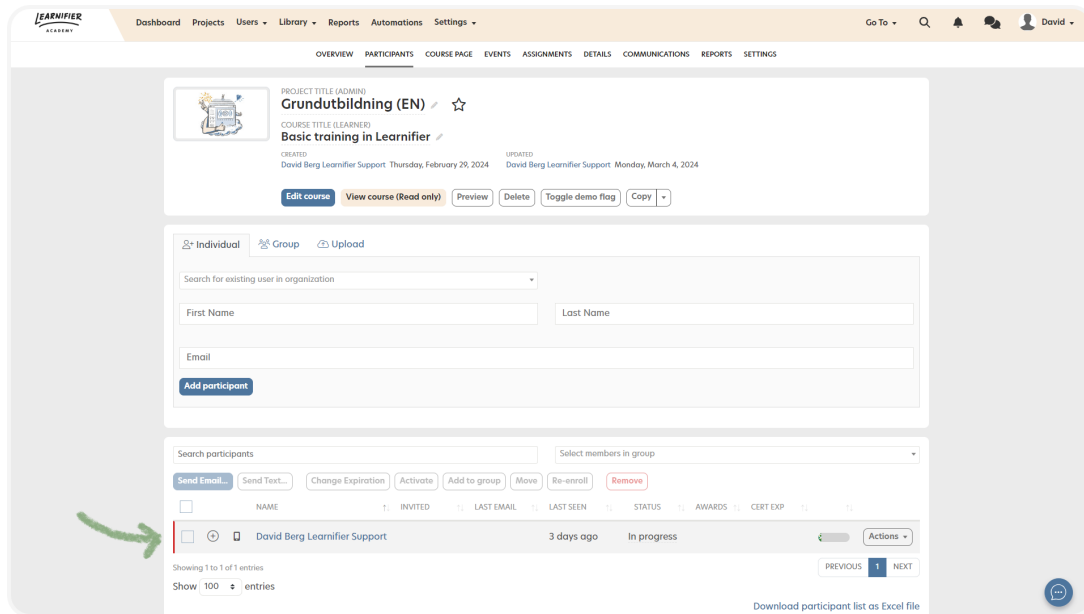 LEARNIFIER
ACADEMY
Dashboard Projects Users Library Reports Automations Settings Go To David
OVERVIEW PARTICIPANTS COURSE PAGE EVENTS ASSIGNMENTS DETAILS COMMUNICATIONS REPORTS SETTINGS
PROJECT TITLE (ADMIN)
Grundutbildning (EN)
COURSE TITLE (LEARNER)
Basic training in Learnifier
CREATED UPDATED
David Berg Learnifier Support Thursday, February 29, 2024 David Berg Learnifier Support Monday, March 4, 2024
Edit course View course (Read only) Preview Delete Toggle demo flag Copy
Individual Group Upload
Search for existing user in organization
First Name Last Name
Email
Add participant
Search participants Select members in group
Send Email... Send Text... Change Expiration Activate Add to group Move Re-enroll Remove
NAME INVITED LAST EMAIL LAST SEEN STATUS AWARDS CERT EXP
David Berg Learnifier Support 3 days ago In progress Actions
Showing 1 to 1 of 1 entries PREVIOUS 1 NEXT
Show 100 entries
Download participant list as Excel file